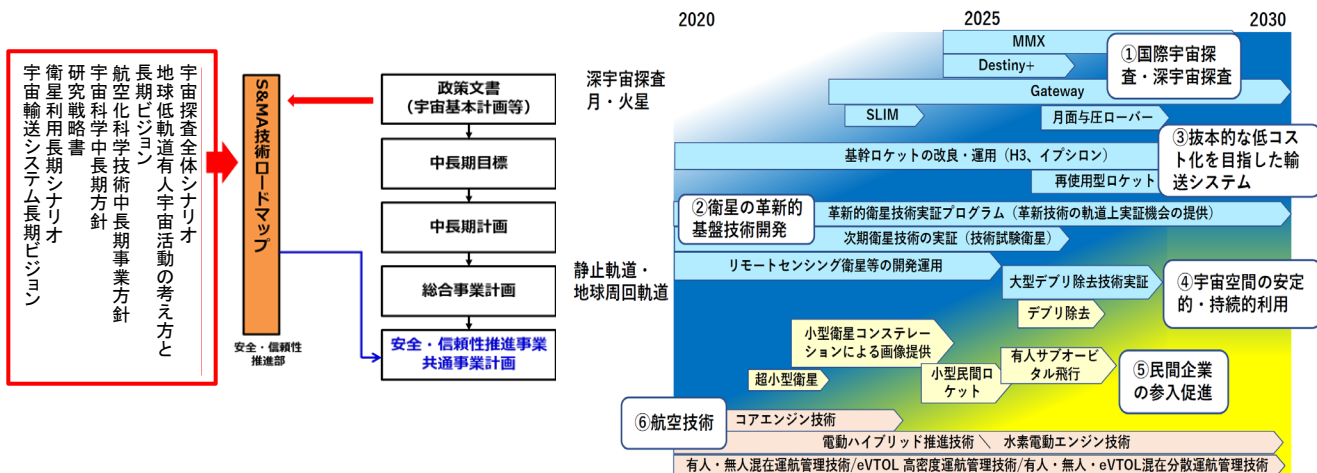 宇宙探査全体シナリオ
地球低軌道有人宇宙活動の考え方と
長期ビジョン
航空化科学技術中長期事業方針
宇宙科学中長期方針
研究戦略書
衛星利用長期シナリオ
宇宙輸送システム長期ビジョン
S&MA技術ロードマップ
安全・信頼性
推進部
政策文書
(宇宙基本計画等)
中長期目標
中長期計画
総合事業計画
安全・信頼性推進事業
共通事業計画
2020
2025
2030
深宇宙探査
月・火星
静止軌道・
地球周回軌道
MMX
Destiny+
①国際宇宙探
査・深宇宙探査
Gateway
SLIM
月面与圧ローバー
③抜本的な低コス
ト化を目指した輸
送システム
基幹ロケットの改良・運用（H3、イプシロン）
再使用型ロケット
②衛星の革新的
基盤技術開発
革新的衛星技術実証プログラム（革新技術の軌道上実証機会の提供）
次期衛星技術の実証（技術試験衛星）
リモートセンシング衛星等の開発運用
大型デブリ除去技術実証
④宇宙空間の安定
的・持続的利用
デブリ除去
小型衛星コンステレー
ションによる画像提供
有人サブオービ
タル飛行
超小型衛星
小型民間ロ
ケット
⑤民間企業
の参入促進
⑥航空技術
コアエンジン技術
電動ハイブリッド推進技術 ＼ 水素電動エンジン技術
有人・無人混在運航管理技術/eVTOL 高密度運航管理技術/有人・無人・eVTOL混在分散運航管理技術